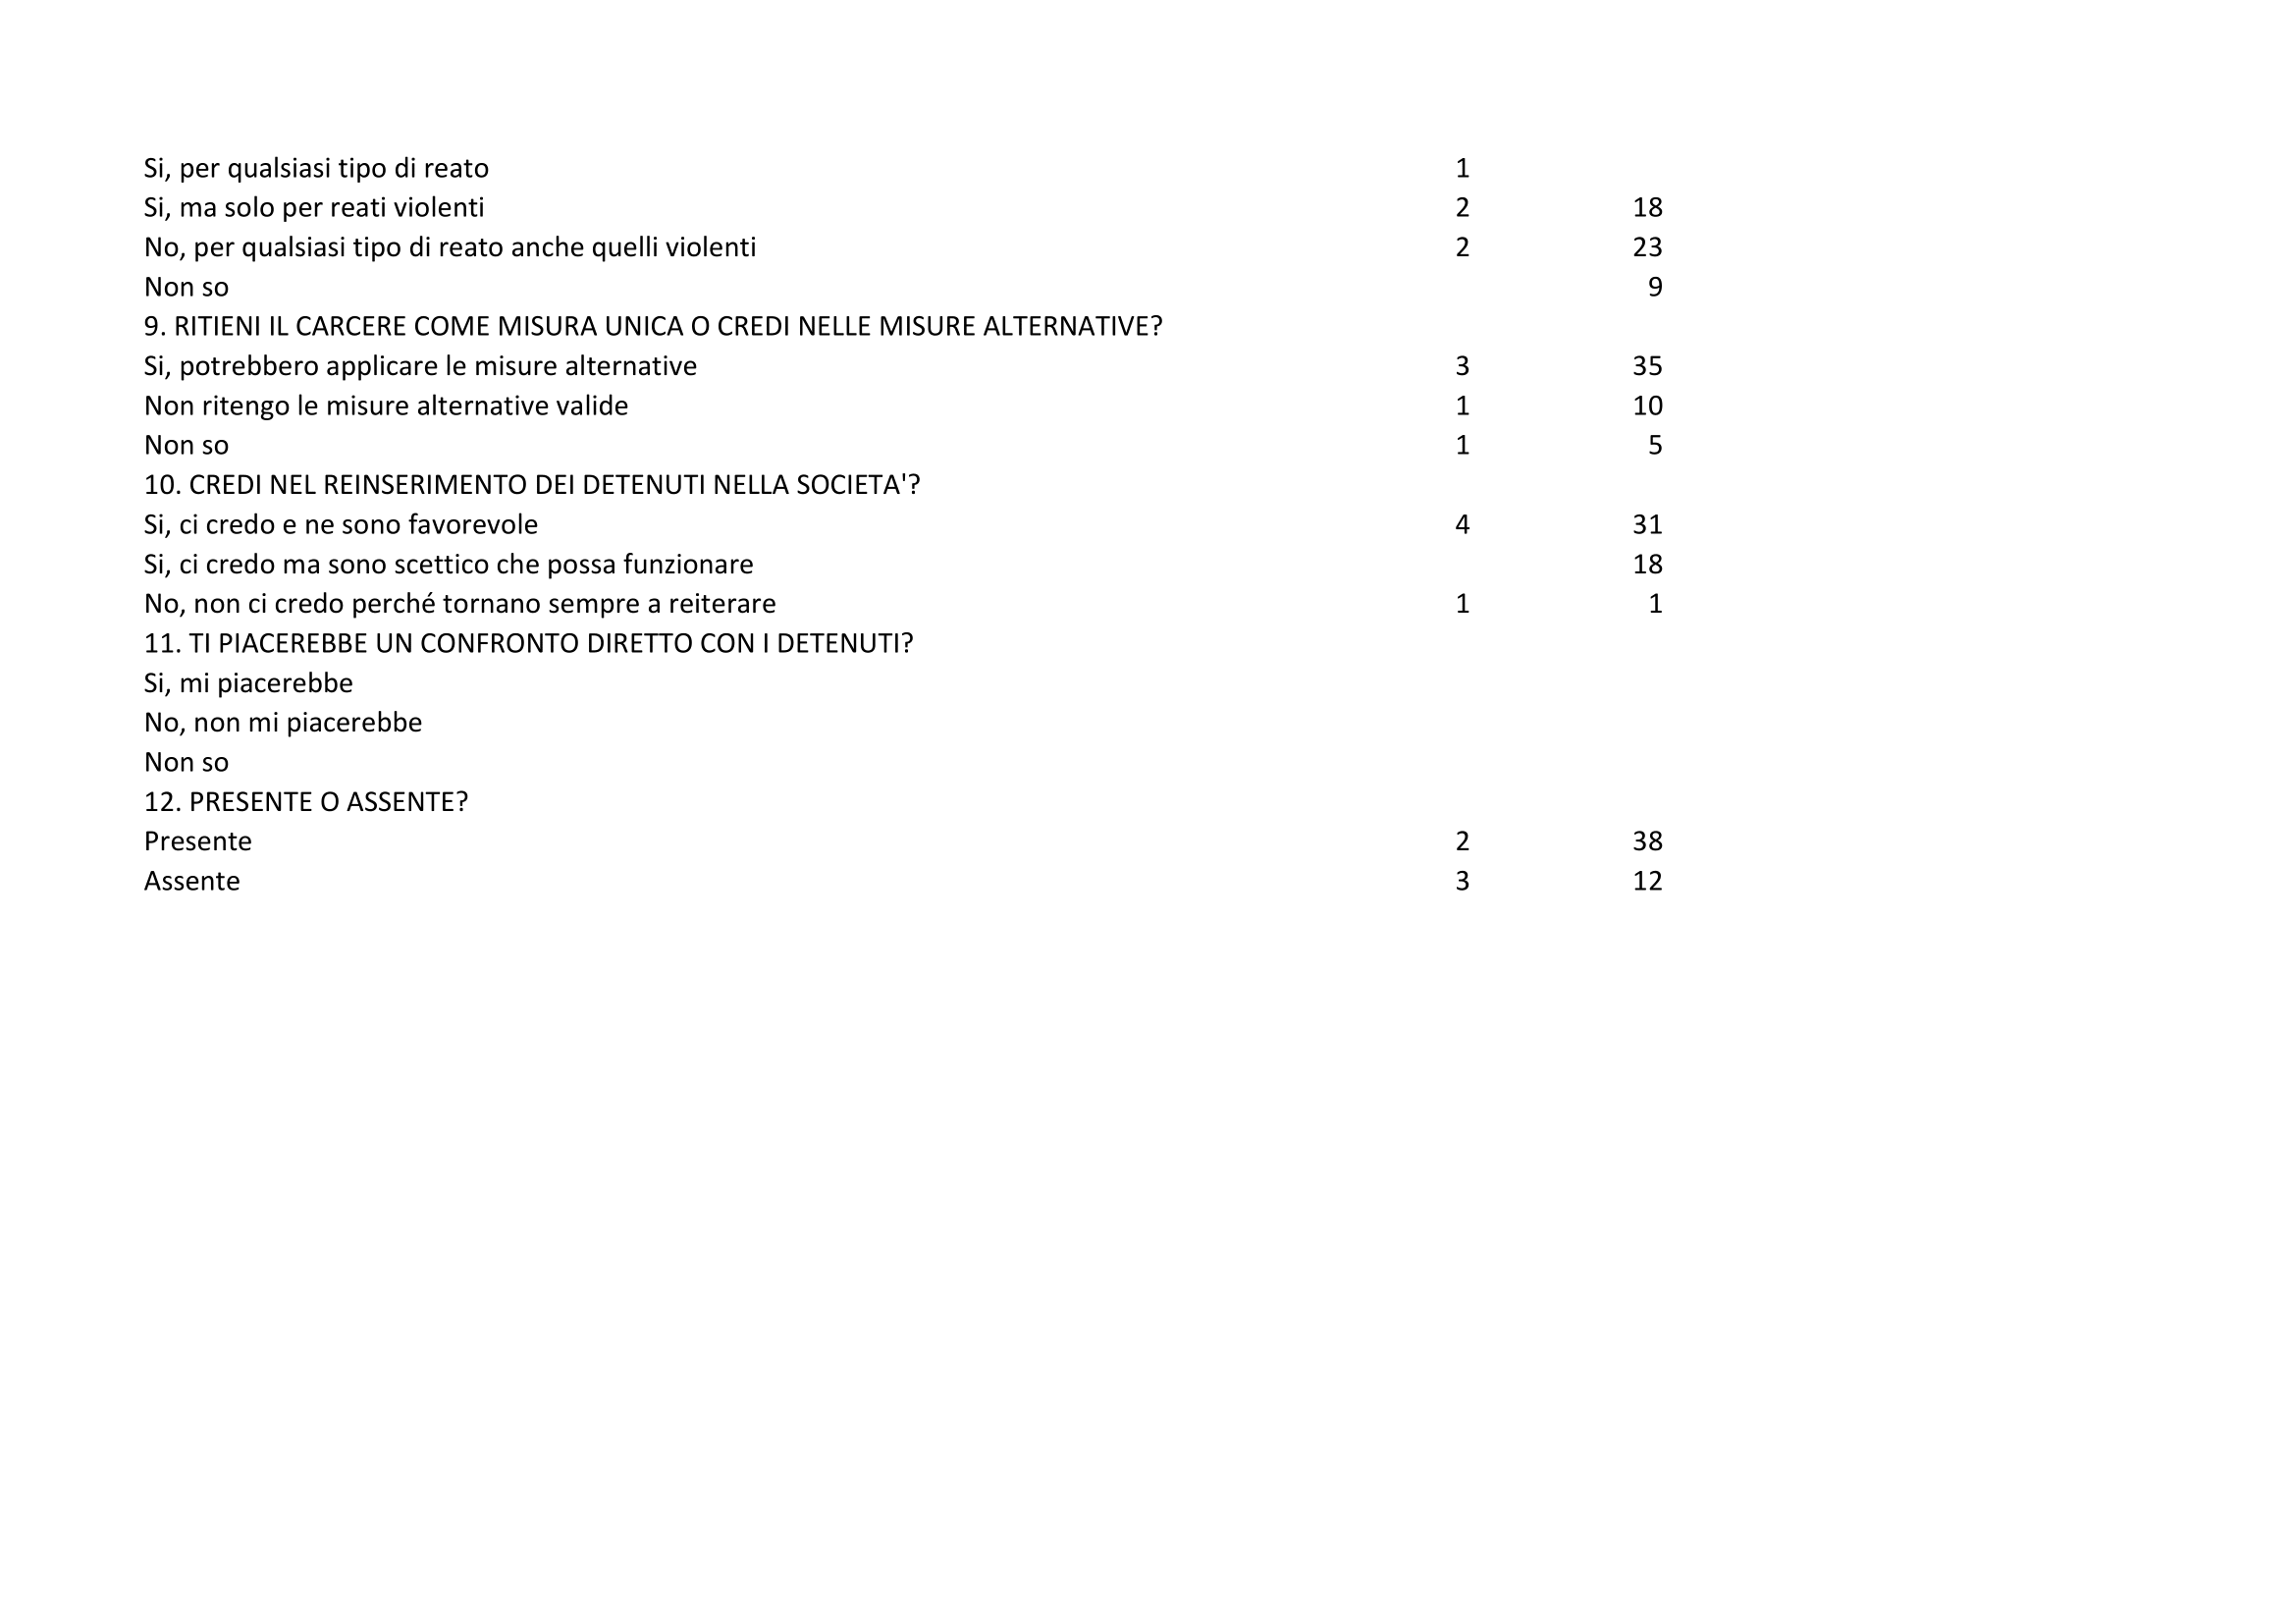 Si, per qualsiasi tipo di reato 1
Si, ma solo per reati violenti 2 18
No, per qualsiasi tipo di reato anche quelli violenti 2 23
Non so 9
9. RITIENI IL CARCERE COME MISURA UNICA O CREDI NELLE MISURE ALTERNATIVE?
Si, potrebbero applicare le misure alternative 3 35
Non ritengo le misure alternative valide 1 10
Non so 1 5
10. CREDI NEL REINSERIMENTO DEI DETENUTI NELLA SOCIETA'?
Si, ci credo e ne sono favorevole 4 31
Si, ci credo ma sono scettico che possa funzionare 18
No, non ci credo perché tornano sempre a reiterare 1 1
11. TI PIACEREBBE UN CONFRONTO DIRETTO CON I DETENUTI?
Si, mi piacerebbe
No, non mi piacerebbe
Non so
12. PRESENTE O ASSENTE?
Presente 2 38
Assente 3 12